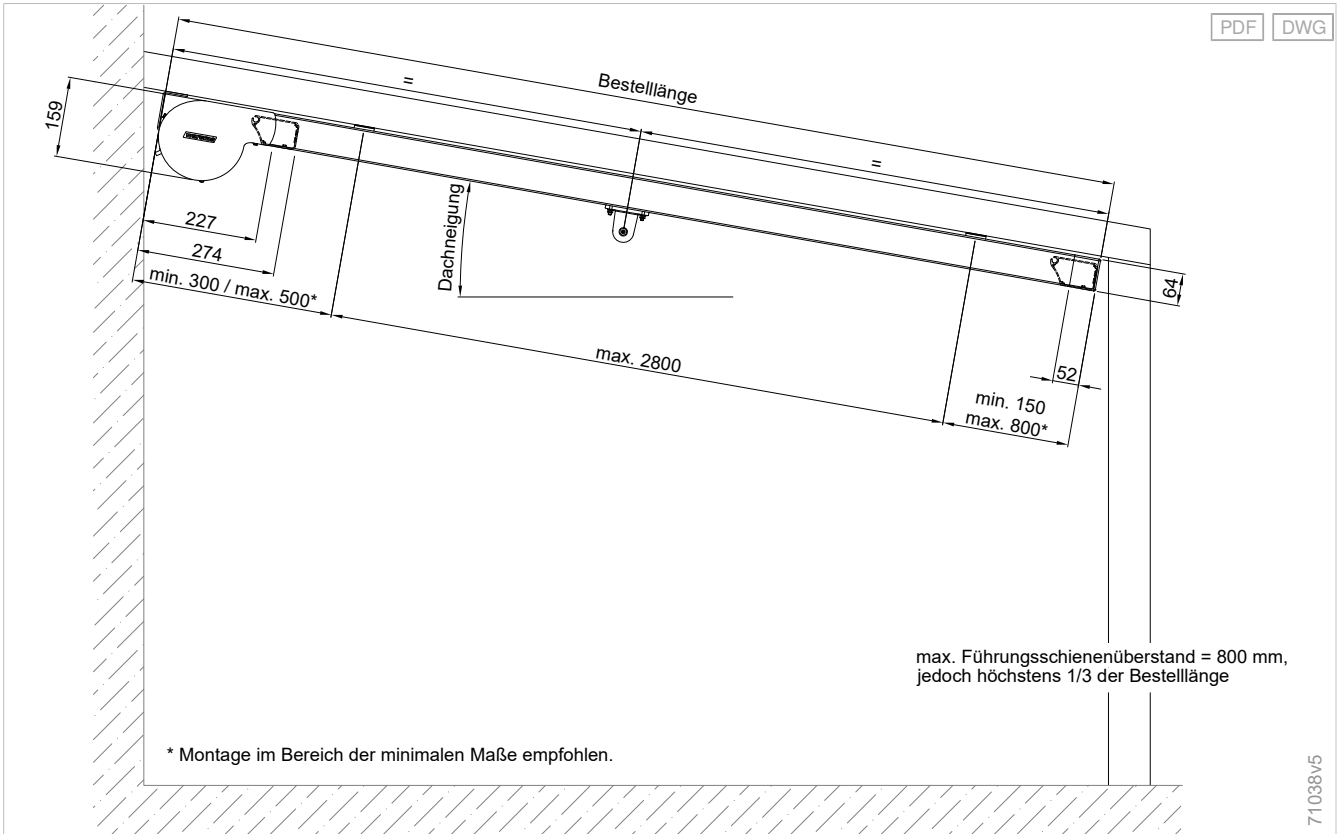 PDF DWG
Bestelllänge
=
=
159
Dachneigung
227
274
min. 300 / max. 500*
max. 2800
64
52
min. 150
max. 800*
max. Führungsschienenüberstand = 800 mm,
jedoch höchstens 1/3 der Bestelllänge
* Montage im Bereich der minimalen Maße empfohlen.
71038v5